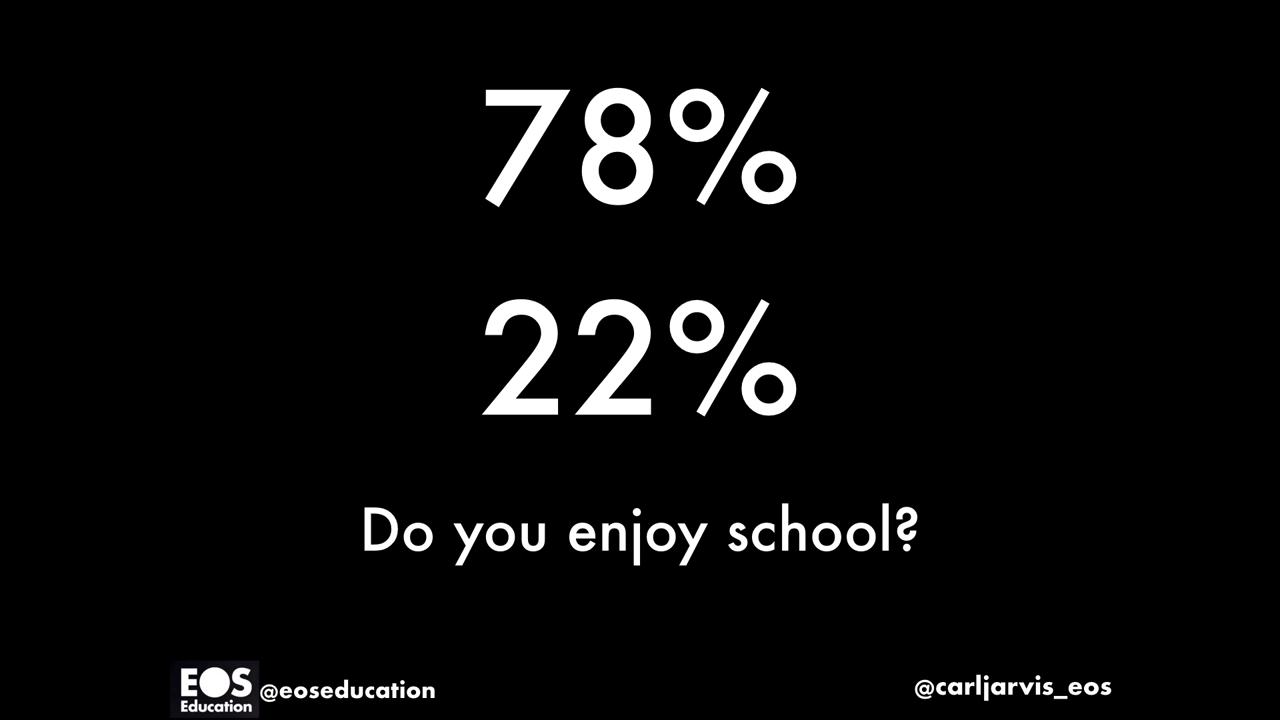 78%
22%
Do you enjoy school?
EOS
Education
@eoseducation
@carljarvis_eos